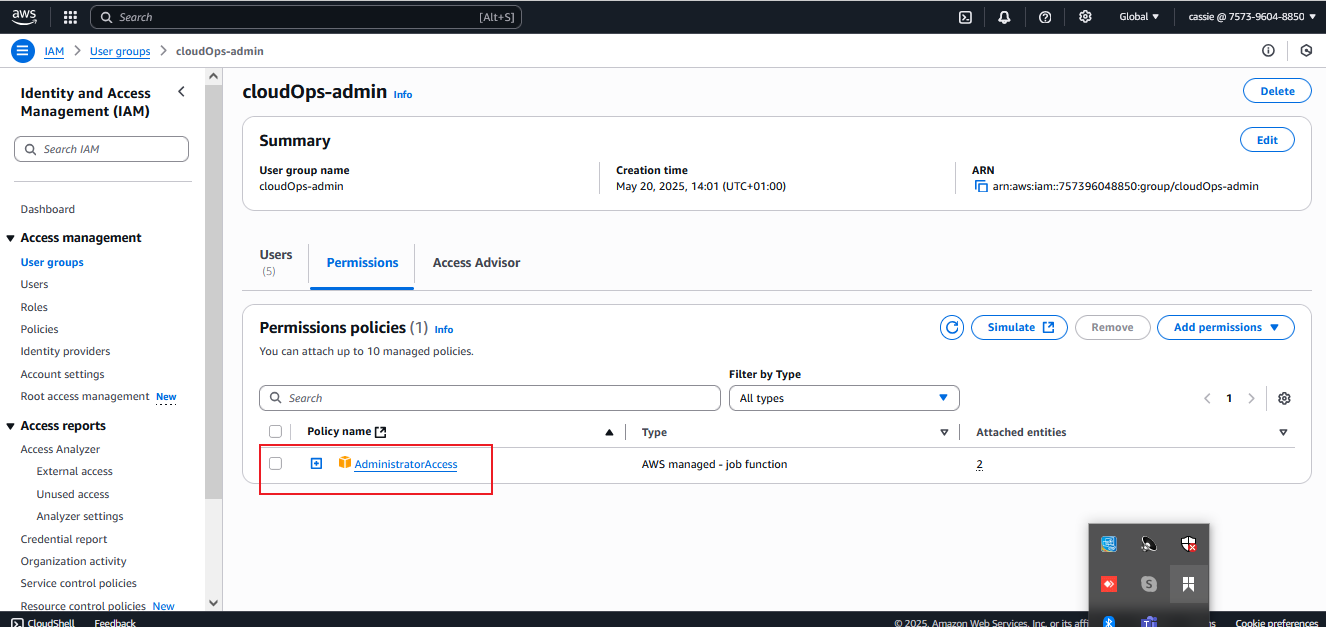 aws
Search [Alt+S]
Global
cassie @ 7573-9604-8850
IAM
User groups
cloudOps-admin
Identity and Access Management (IAM)
Search IAM
Dashboard
Access management
User groups
Users
Roles
Policies
Identity providers
Account settings
Root access management New
Access reports
Access Analyzer
External access
Unused access
Analyzer settings
Credential report
Organization activity
Service control policies
Resource control policies New
cloudOps-admin Info
Delete
Summary
Edit
User group name
cloudOps-admin
Creation time
May 20, 2025, 14:01 (UTC+01:00)
ARN
arn:aws:iam::757396048850:group/cloudOps-admin
Users
(5)
Permissions
Access Advisor
Permissions policies (1) Info
Simulate
Remove
Add permissions
You can attach up to 10 managed policies.
Filter by Type
Search
All types
1
Policy name
Type
Attached entities
AdministratorAccess
AWS managed - job function
2
CloudShell
Feedback
© 2025, Amazon Web Services, Inc. or its affi
Cookie preferences